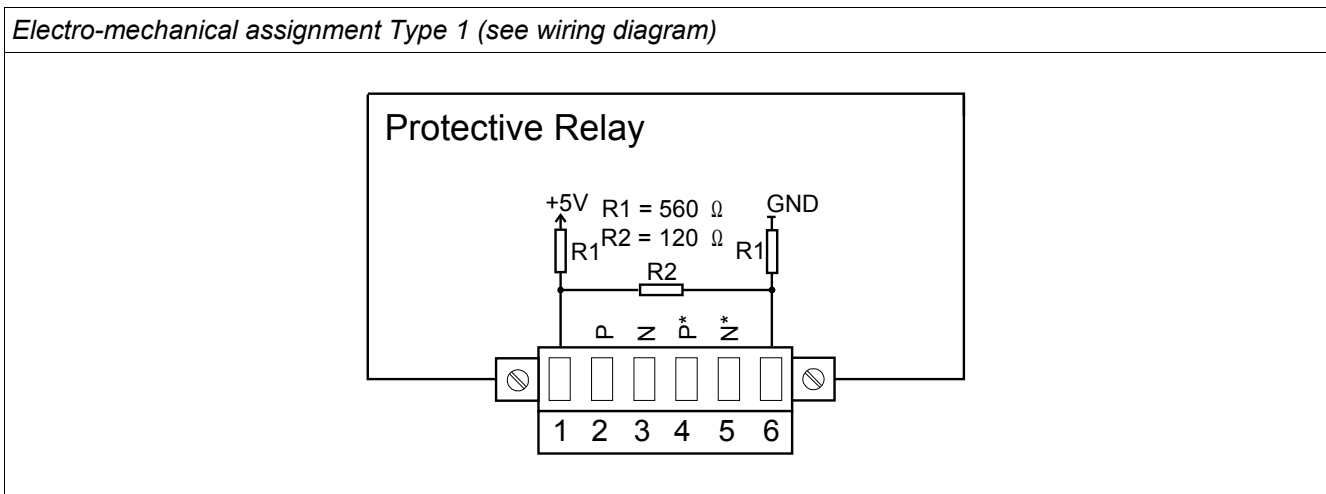 Electro-mechanical assignment Type 1 (see wiring diagram)
Protective Relay
+5V R1 = 560 Ω GND
R1 R2 = 120 Ω R1
R2
P N P* N*
1 2 3 4 5 6